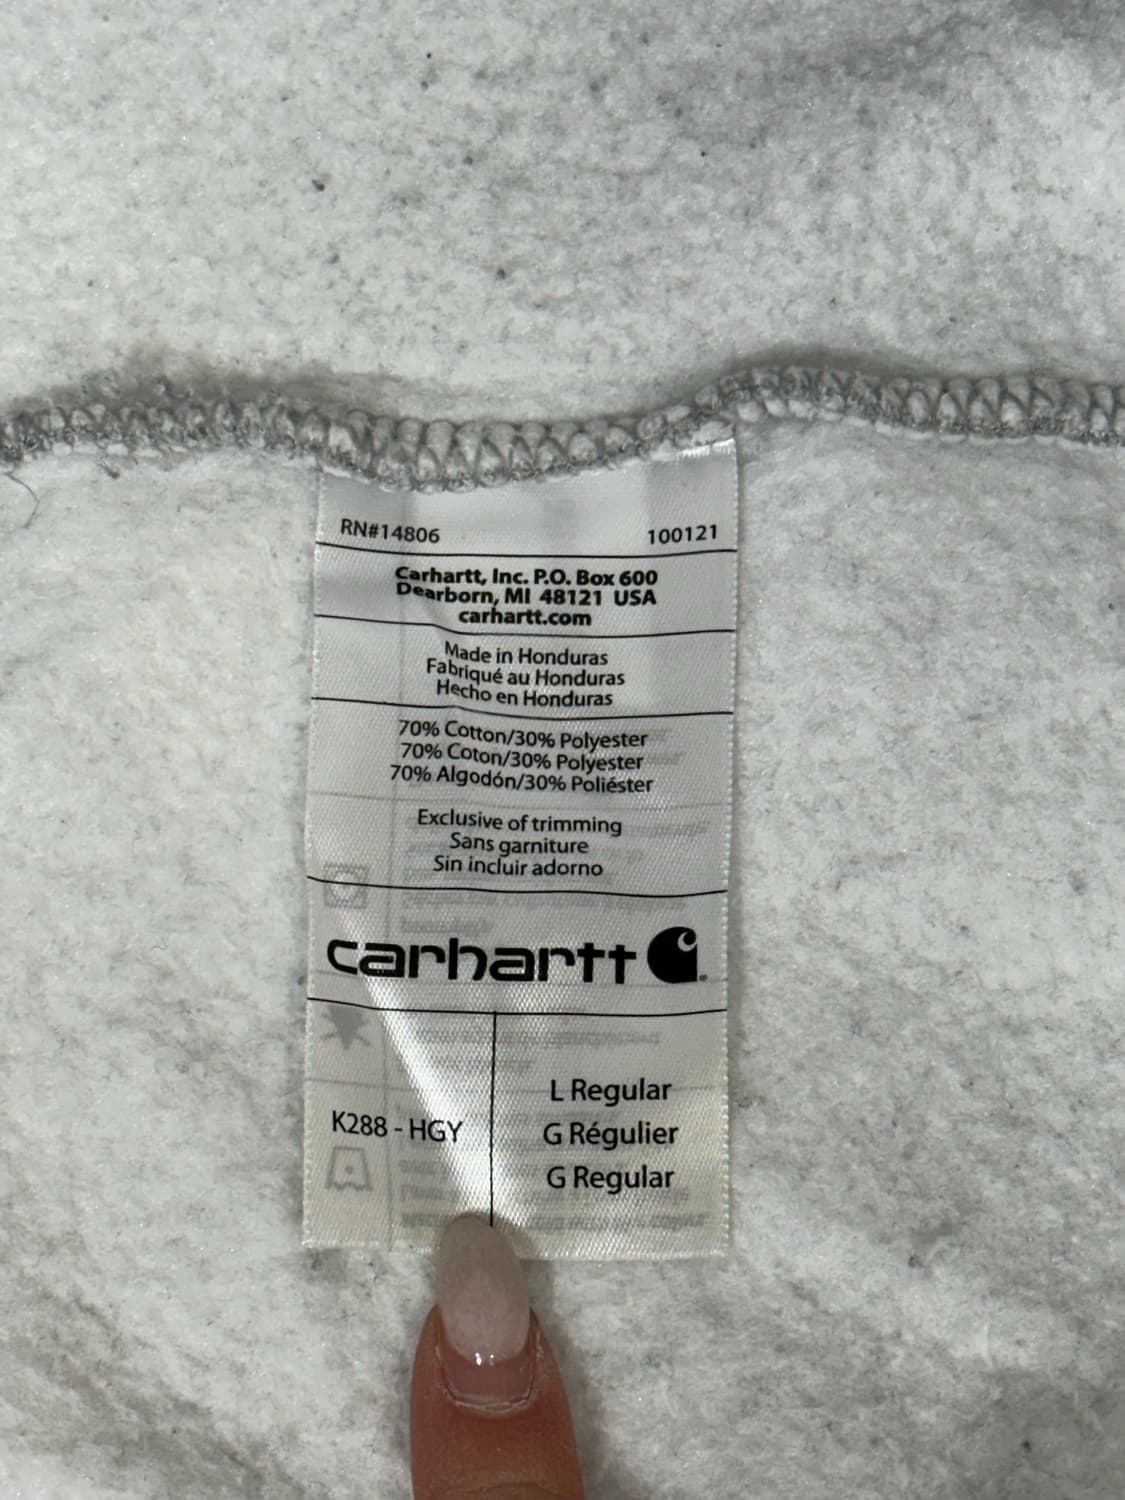 RN#14806 100121
Carhartt, Inc. P.O. Box 600
Dearborn, MI 48121 USA
carhartt.com
Made in Honduras
Fabriqué au Honduras
Hecho en Honduras
70% Cotton/30% Polyester
70% Coton/30% Polyester
70% Algodón/30% Poliéster
Exclusive of trimming
Sans garniture
Sin incluir adorno
carhartt
K288 - HGY
L Regular
G Régulier
G Regular